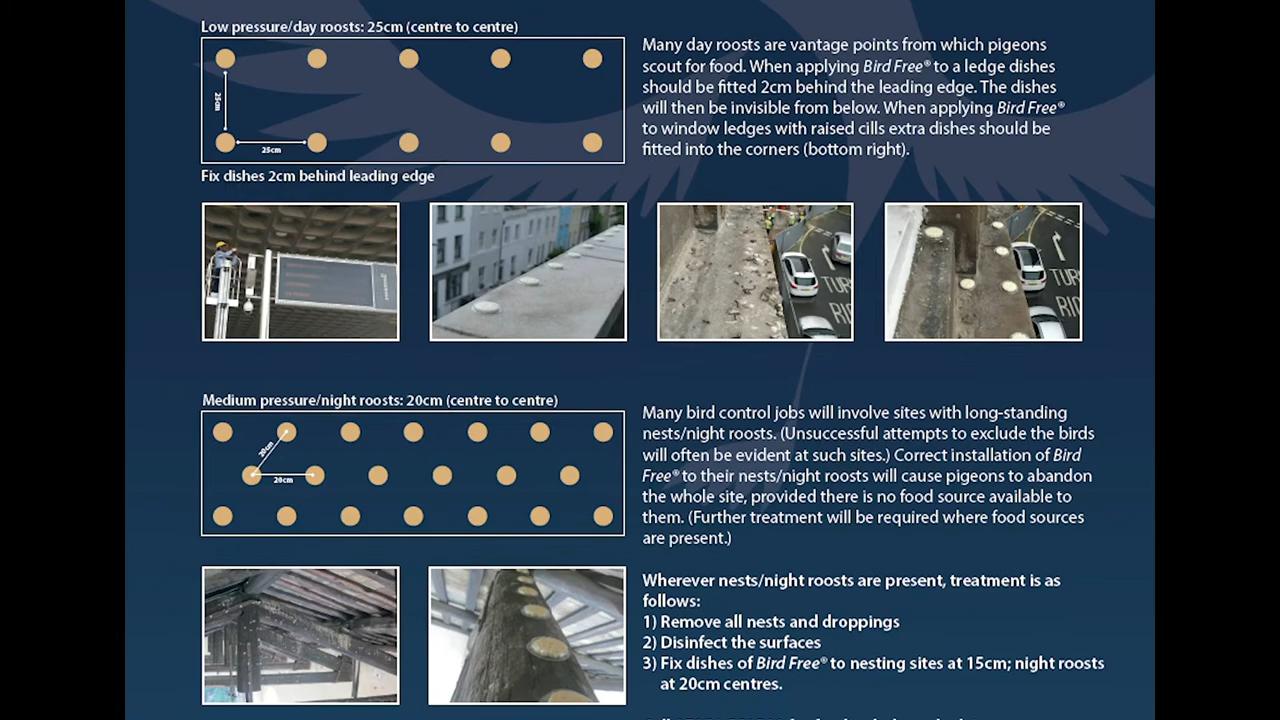 Low pressure/day roosts: 25cm (centre to centre)
25cm
25cm
Fix dishes 2cm behind leading edge
Many day roosts are vantage points from which pigeons
scout for food. When applying Bird Free® to a ledge dishes
should be fitted 2cm behind the leading edge. The dishes
will then be invisible from below. When applying Bird Free®
to window ledges with raised cills extra dishes should be
fitted into the corners (bottom right).
TUR
RIG
TUR
RIG
Medium pressure/night roosts: 20cm (centre to centre)
20cm
20cm
Many bird control jobs will involve sites with long-standing
nests/night roosts. (Unsuccessful attempts to exclude the birds
will often be evident at such sites.) Correct installation of Bird
Free® to their nests/night roosts will cause pigeons to abandon
the whole site, provided there is no food source available to
them. (Further treatment will be required where food sources
are present.)
Wherever nests/night roosts are present, treatment is as
follows:
1) Remove all nests and droppings
2) Disinfect the surfaces
3) Fix dishes of Bird Free® to nesting sites at 15cm; night roosts
at 20cm centres.